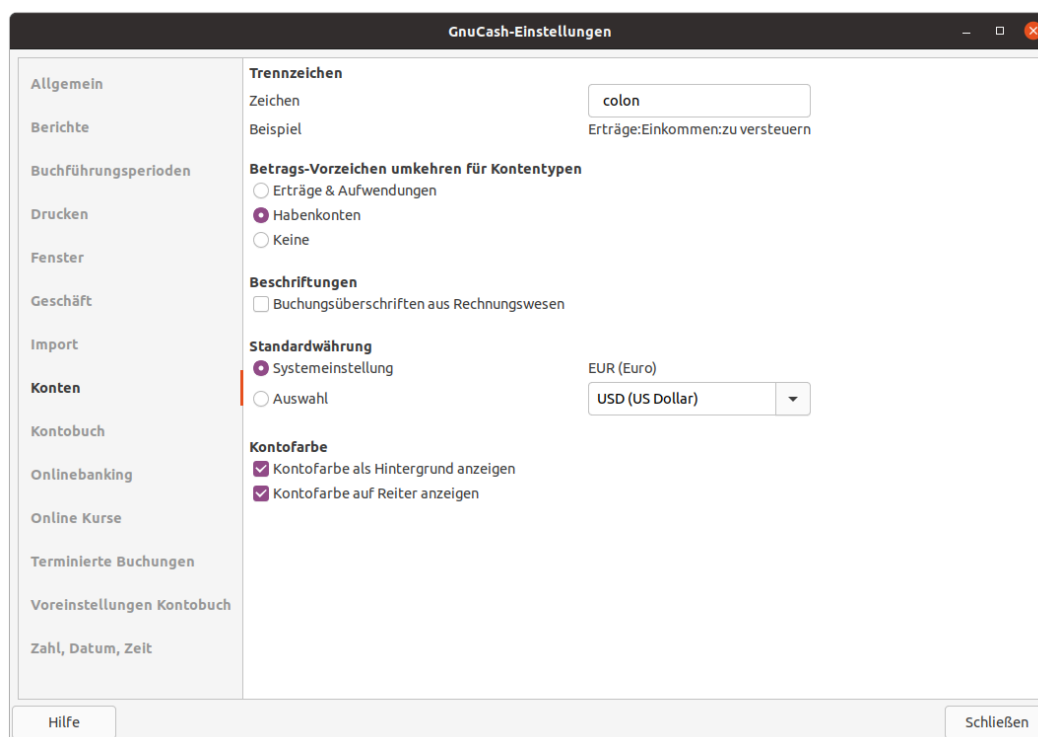 GnuCash-Einstellungen
Allgemein
Berichte
Buchführungsperioden
Drucken
Fenster
Geschäft
Import
Konten
Kontobuch
Onlinebanking
Online Kurse
Terminierte Buchungen
Voreinstellungen Kontobuch
Zahl, Datum, Zeit
Trennzeichen
Zeichen colon
Beispiel Erträge:Einkommen:zu versteuern
Betrags-Vorzeichen umkehren für Kontentypen
Erträge & Aufwendungen
Habenkonten
Keine
Beschriftungen
Buchungsüberschriften aus Rechnungswesen
Standardwährung
Systemeinstellung EUR (Euro)
Auswahl USD (US Dollar)
Kontofarbe
Kontofarbe als Hintergrund anzeigen
Kontofarbe auf Reiter anzeigen
Hilfe Schließen